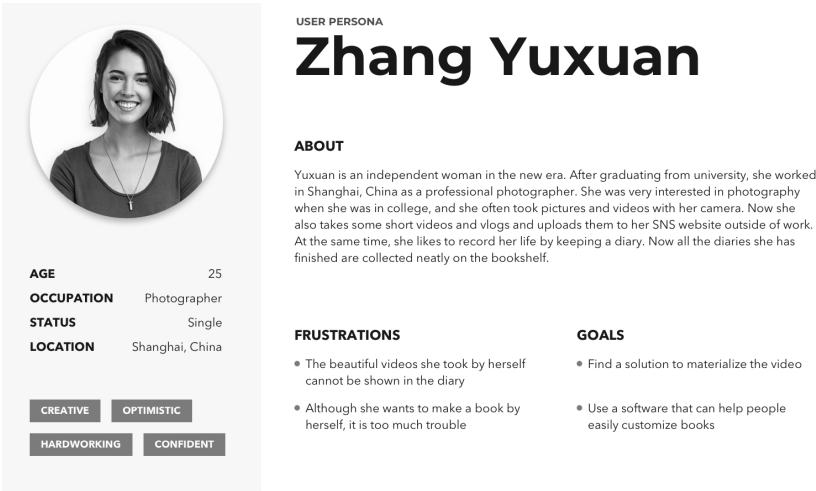 USER PERSONA
Zhang Yuxuan
AGE 25
OCCUPATION Photographer
STATUS Single
LOCATION Shanghai, China
CREATIVE OPTIMISTIC
HARDWORKING CONFIDENT
ABOUT
Yuxuan is an independent woman in the new era. After graduating from university, she worked
in Shanghai, China as a professional photographer. She was very interested in photography
when she was in college, and she often took pictures and videos with her camera. Now she
also takes some short videos and vlogs and uploads them to her SNS website outside of work.
At the same time, she likes to record her life by keeping a diary. Now all the diaries she has
finished are collected neatly on the bookshelf.
FRUSTRATIONS
The beautiful videos she took by herself
cannot be shown in the diary
Although she wants to make a book by
herself, it is too much trouble
GOALS
Find a solution to materialize the video
Use a software that can help people
easily customize books